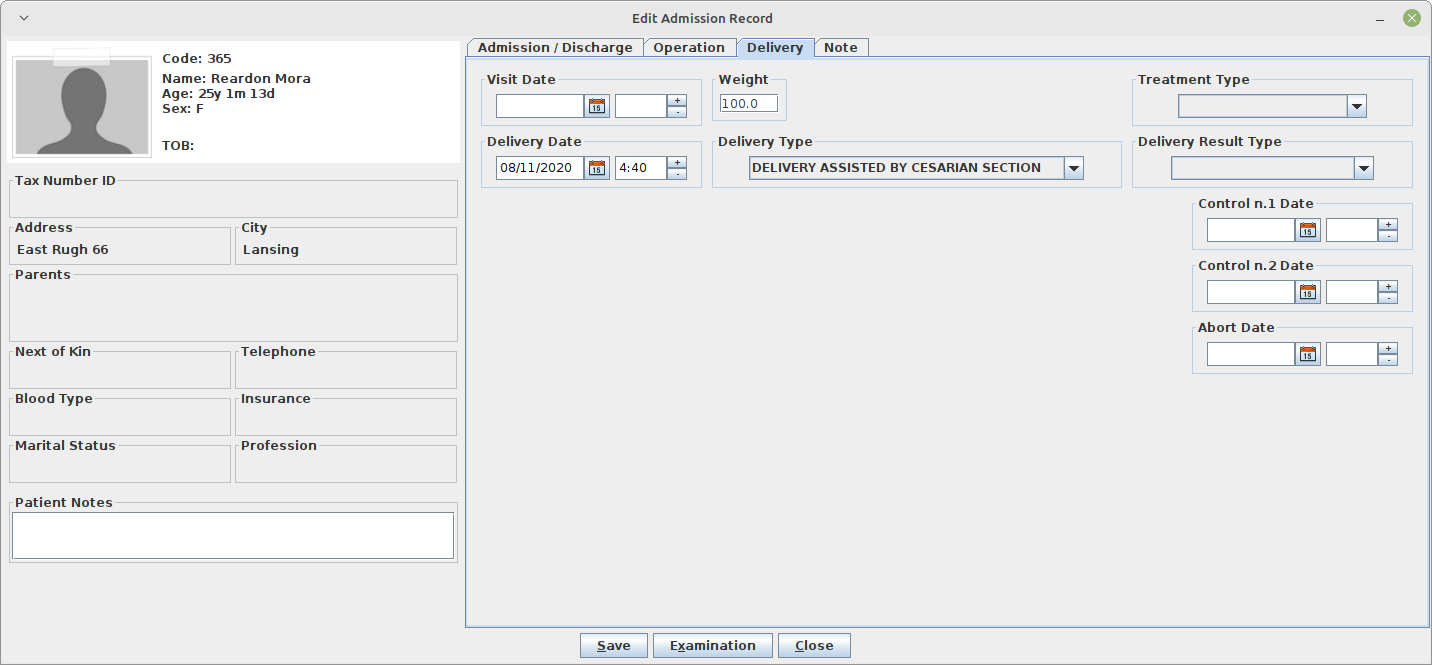 Edit Admission Record
Code: 365
Name: Reardon Mora
Age: 25y 1m 13d
Sex: F
TOB:
Tax Number ID
Address
East Rugh 66
City
Lansing
Parents
Next of Kin
Telephone
Blood Type
Insurance
Marital Status
Profession
Patient Notes
Admission / Discharge
Operation
Delivery
Note
Visit Date
15
+
-
Weight
100.0
Treatment Type
Delivery Date
08/11/2020
15
4:40
+
-
Delivery Type
DELIVERY ASSISTED BY CESARIAN SECTION
Delivery Result Type
Control n.1 Date
15
+
-
Control n.2 Date
15
+
-
Abort Date
15
+
-
Save
Examination
Close